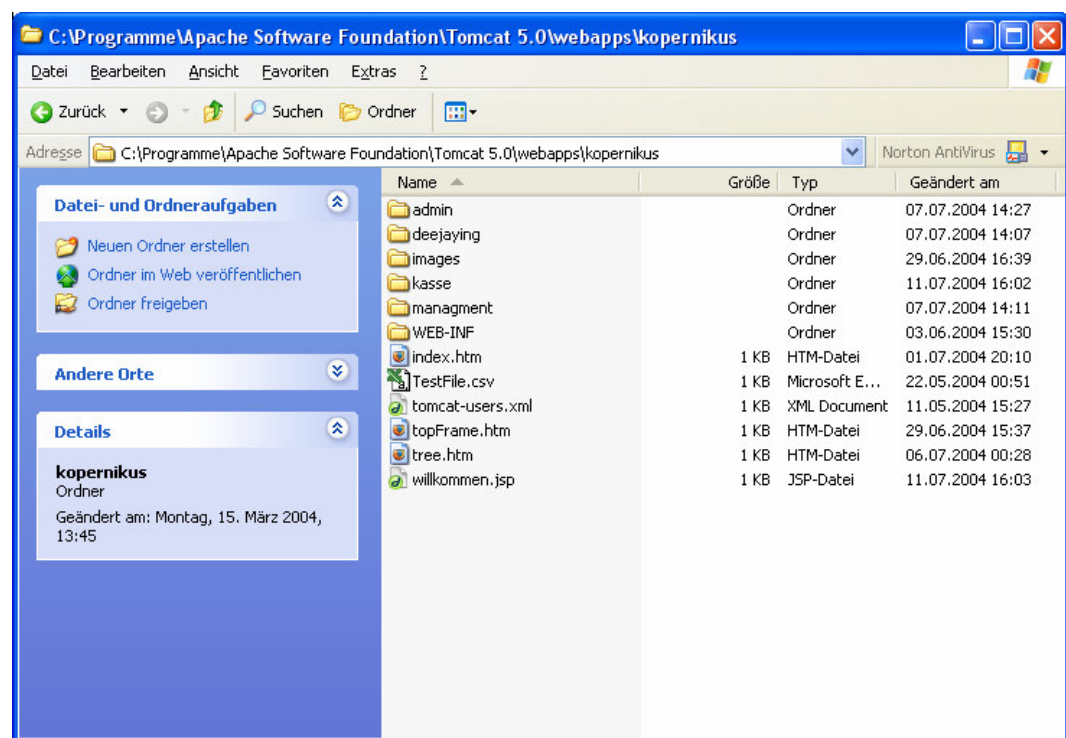 C:\Programme\Apache Software Foundation\Tomcat 5.0\webapps\kopernikus
Datei Bearbeiten Ansicht Favoriten Extras ?
Zurück Suchen Ordner
Adresse C:\Programme\Apache Software Foundation\Tomcat 5.0\webapps\kopernikus Norton AntiVirus
Datei- und Ordneraufgaben
Neuen Ordner erstellen
Ordner im Web veröffentlichen
Ordner freigeben
Andere Orte
Details
kopernikus
Ordner
Geändert am: Montag, 15. März 2004,
13:45
Name Größe Typ Geändert am
admin Ordner 07.07.2004 14:27
deejaying Ordner 07.07.2004 14:07
images Ordner 29.06.2004 16:39
kasse Ordner 11.07.2004 16:02
managment Ordner 07.07.2004 14:11
WEB-INF Ordner 03.06.2004 15:30
index.htm 1 KB HTM-Datei 01.07.2004 20:10
TestFile.csv 1 KB Microsoft E... 22.05.2004 00:51
tomcat-users.xml 1 KB XML Document 11.05.2004 15:27
topFrame.htm 1 KB HTM-Datei 29.06.2004 15:37
tree.htm 1 KB HTM-Datei 06.07.2004 00:28
willkommen.jsp 1 KB JSP-Datei 11.07.2004 16:03